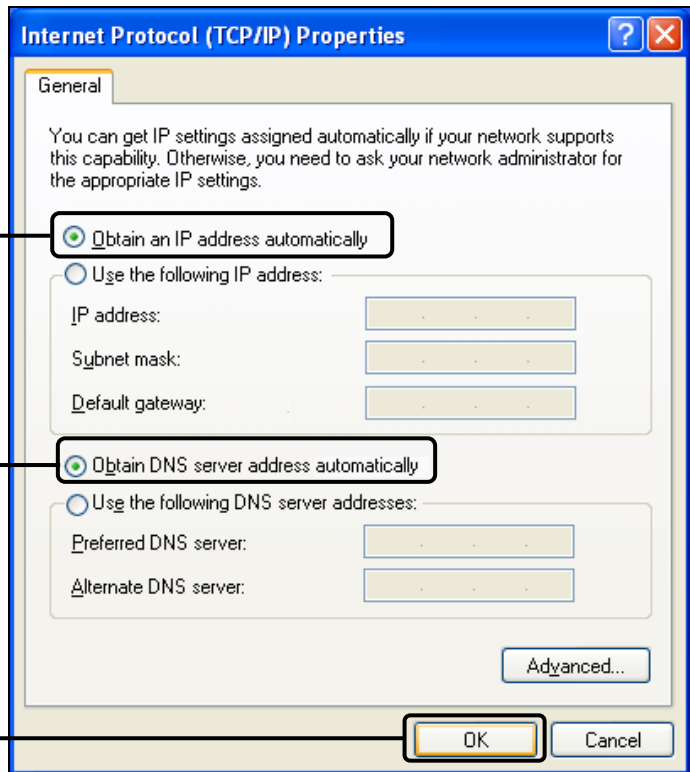 Internet Protocol (TCP/IP) Properties
General
You can get IP settings assigned automatically if your network supports
this capability. Otherwise, you need to ask your network administrator for
the appropriate IP settings.
Obtain an IP address automatically
Use the following IP address:
IP address:
Subnet mask:
Default gateway:
Obtain DNS server address automatically
Use the following DNS server addresses:
Preferred DNS server:
Alternate DNS server:
Advanced...
OK Cancel